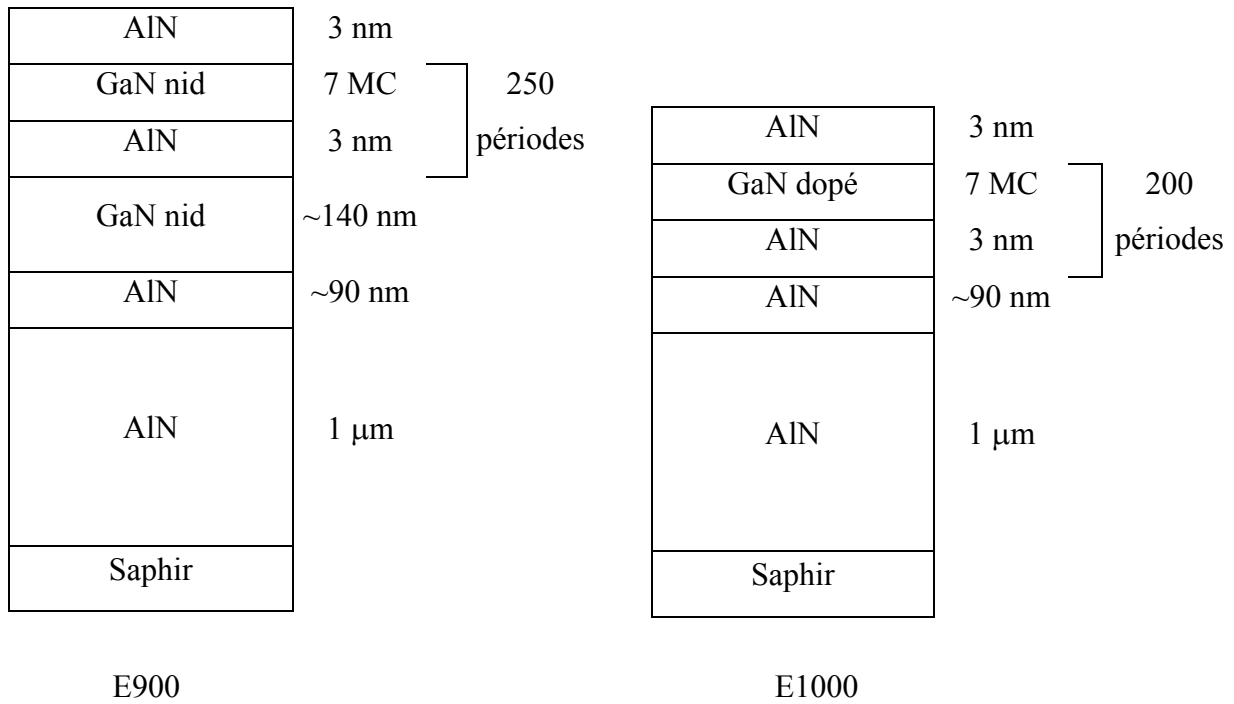 AlN 3 nm
GaN nid 7 MC 250
AlN 3 nm périodes
GaN nid ~140 nm
AlN ~90 nm
AlN 1 μm
Saphir
E900
AlN 3 nm
GaN dopé 7 MC 200
AlN 3 nm périodes
AlN ~90 nm
AlN 1 μm
Saphir
E1000